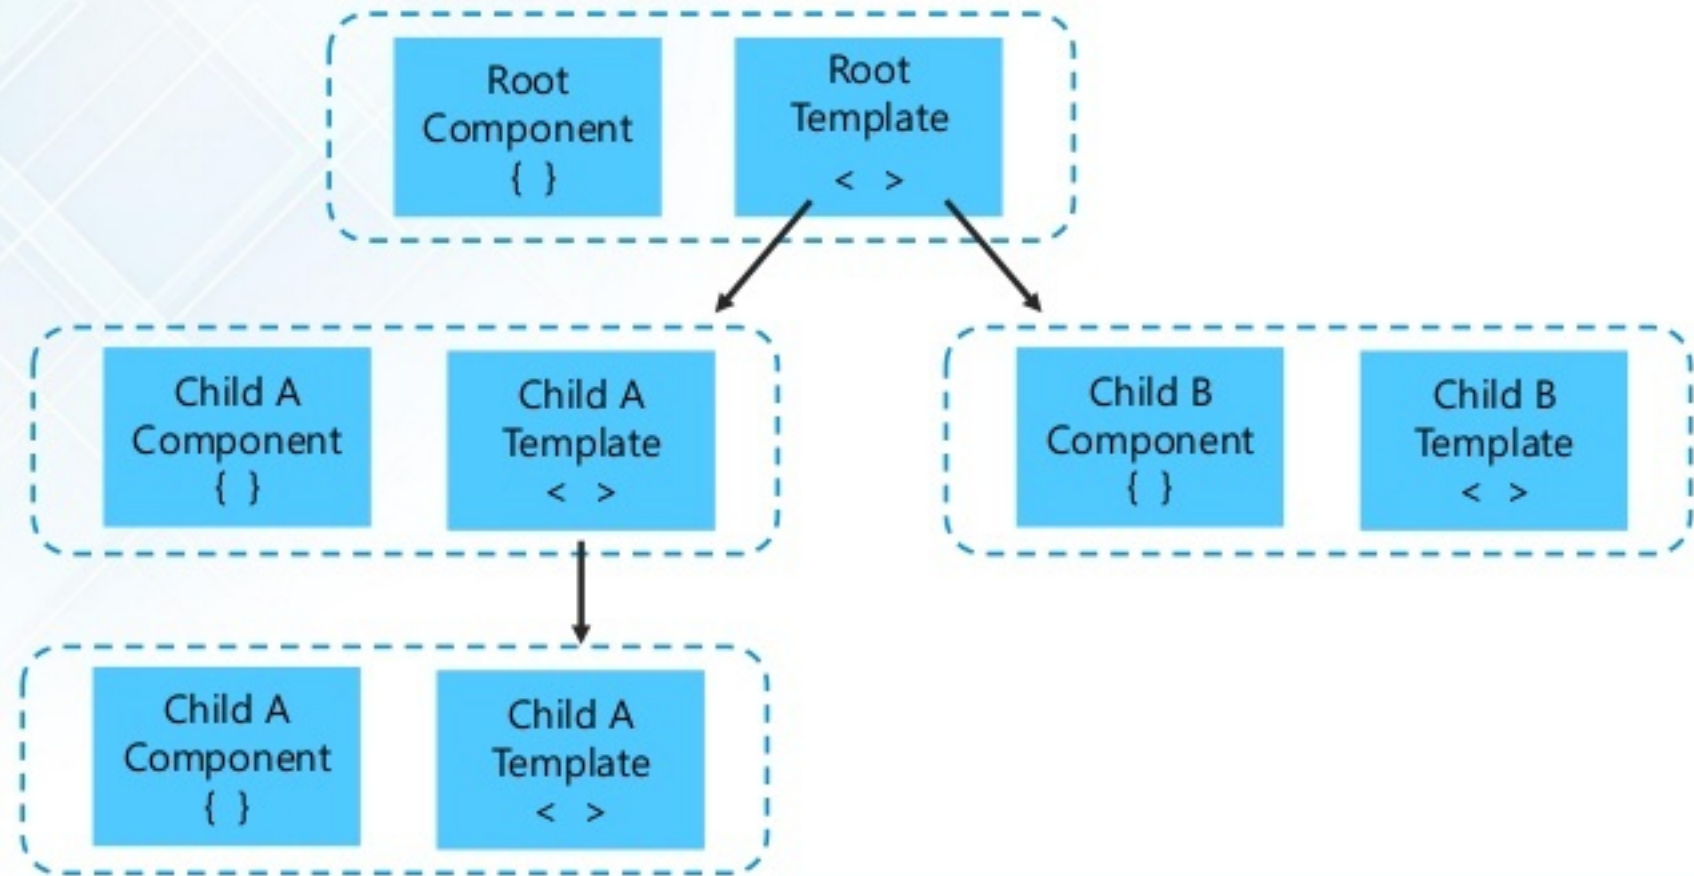 Root
Component
{ }
Root
Template
< >
Child A
Component
{ }
Child A
Template
< >
Child B
Component
{ }
Child B
Template
< >
Child A
Component
{ }
Child A
Template
< >